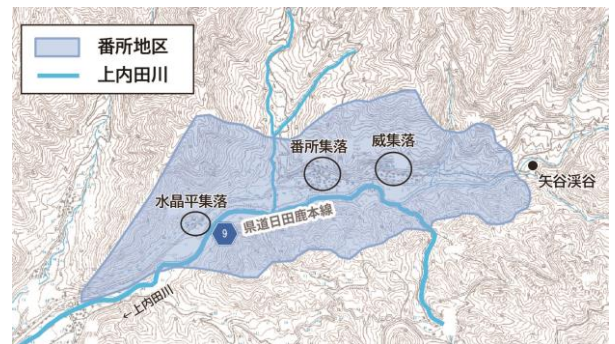 番所地区
上内田川
番所集落
威集落
矢谷渓谷
水晶平集落
県道日田鹿本線
9
←上内田川